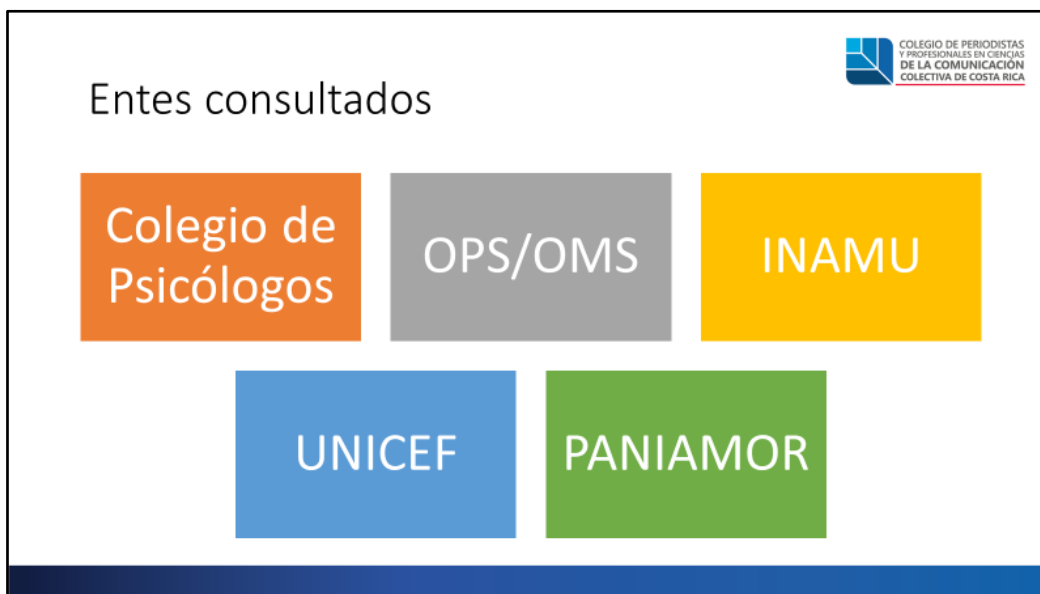 COLEGIO DE PERIODISTAS
Y PROFESIONALES EN CIENCIAS
DE LA COMUNICACIÓN
COLECTIVA DE COSTA RICA
Entes consultados
Colegio de
Psicólogos
OPS/OMS
INAMU
UNICEF
PANIAMOR